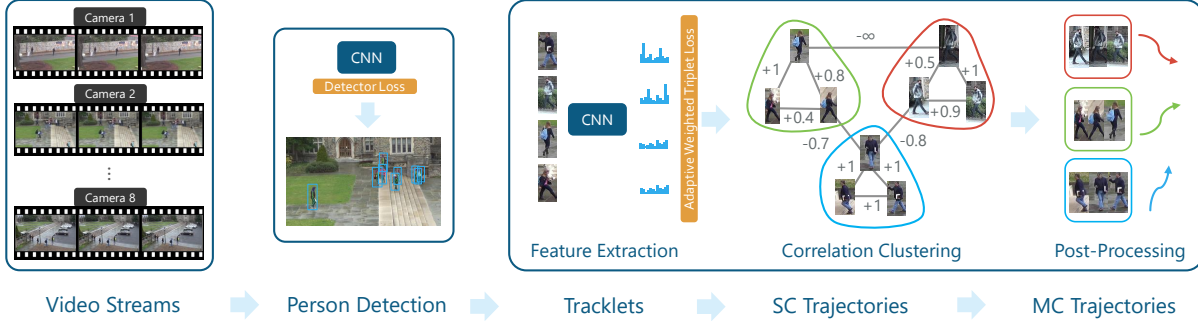 Camera 1
Camera 2
⋮
Camera 8
CNN
Detector Loss
CNN
Adaptive Weighted Triplet Loss
-∞
+1
+0.8
+0.4
+0.5
+1
+0.9
-0.7
-0.8
+1
+1
+1
Feature Extraction
Correlation Clustering
Post-Processing
Video Streams
Person Detection
Tracklets
SC Trajectories
MC Trajectories